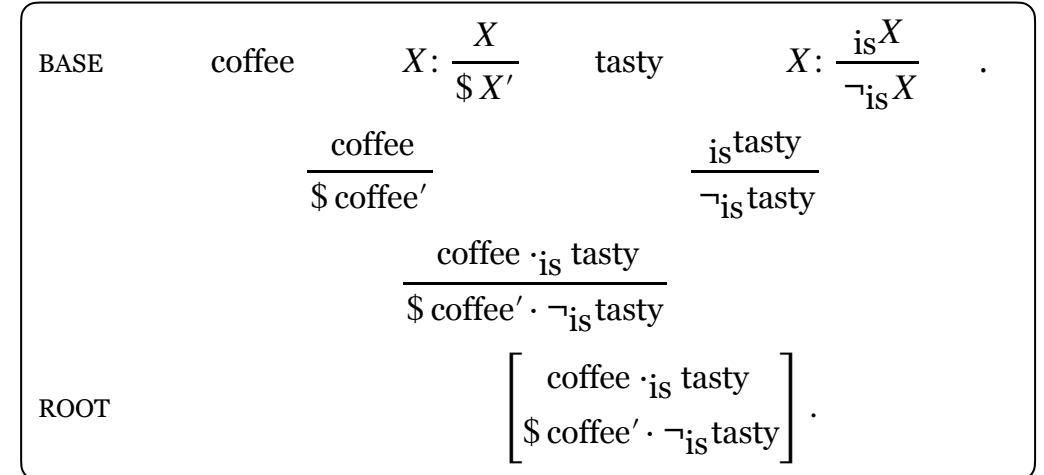 BASE coffee X: X / $ X′ tasty X: isX / ¬isX .
coffee / $ coffee′ istasty / ¬istasty
coffee ·is tasty / $ coffee′ · ¬istasty
ROOT [coffee ·is tasty
$ coffee′ · ¬istasty] .